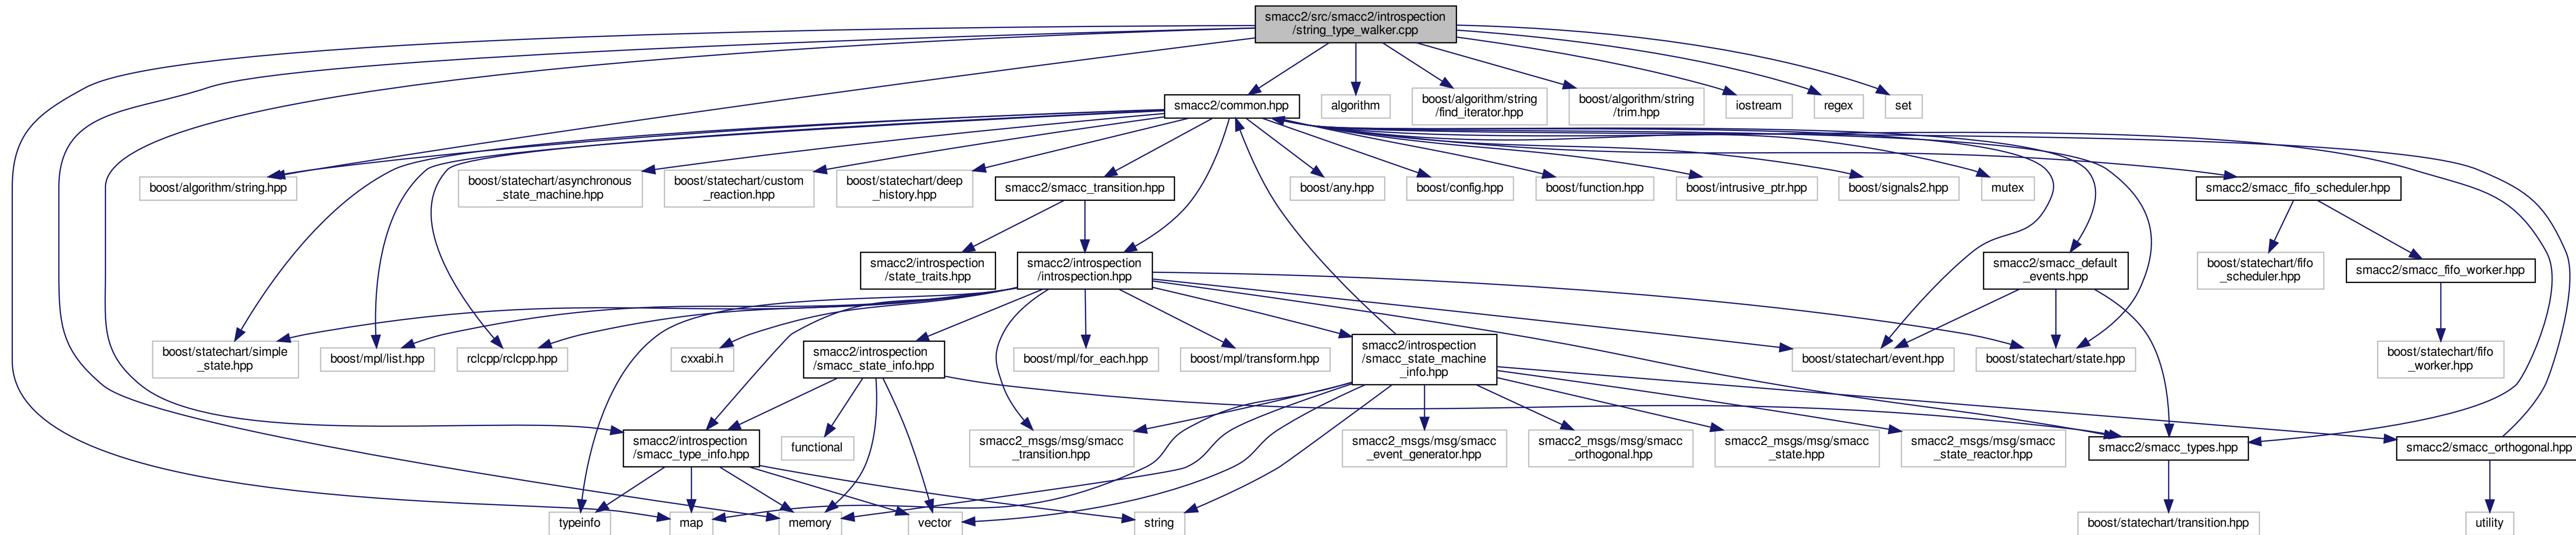 smacc2/src/smacc2/introspection
/string_type_walker.cpp
smacc2/common.hpp
algorithm
boost/algorithm/string
/find_iterator.hpp
boost/algorithm/string
/trim.hpp
iostream
regex
set
boost/algorithm/string.hpp
boost/statechart/asynchronous
_state_machine.hpp
boost/statechart/custom
_reaction.hpp
boost/statechart/deep
_history.hpp
smacc2/smacc_transition.hpp
boost/any.hpp
boost/config.hpp
boost/function.hpp
boost/intrusive_ptr.hpp
boost/signals2.hpp
mutex
smacc2/smacc_fifo_scheduler.hpp
smacc2/introspection
/state_traits.hpp
smacc2/introspection
/introspection.hpp
smacc2/smacc_default
_events.hpp
boost/statechart/fifo
_scheduler.hpp
smacc2/smacc_fifo_worker.hpp
boost/statechart/simple
_state.hpp
boost/mpl/list.hpp
rclcpp/rclcpp.hpp
cxxabi.h
smacc2/introspection
/smacc_state_info.hpp
boost/mpl/for_each.hpp
boost/mpl/transform.hpp
smacc2/introspection
/smacc_state_machine
_info.hpp
boost/statechart/event.hpp
boost/statechart/state.hpp
boost/statechart/fifo
_worker.hpp
smacc2/introspection
/smacc_type_info.hpp
functional
smacc2_msgs/msg/smacc
_transition.hpp
smacc2_msgs/msg/smacc
_event_generator.hpp
smacc2_msgs/msg/smacc
_orthogonal.hpp
smacc2_msgs/msg/smacc
_state.hpp
smacc2_msgs/msg/smacc
_state_reactor.hpp
smacc2/smacc_types.hpp
smacc2/smacc_orthogonal.hpp
typeinfo
map
memory
vector
string
boost/statechart/transition.hpp
utility